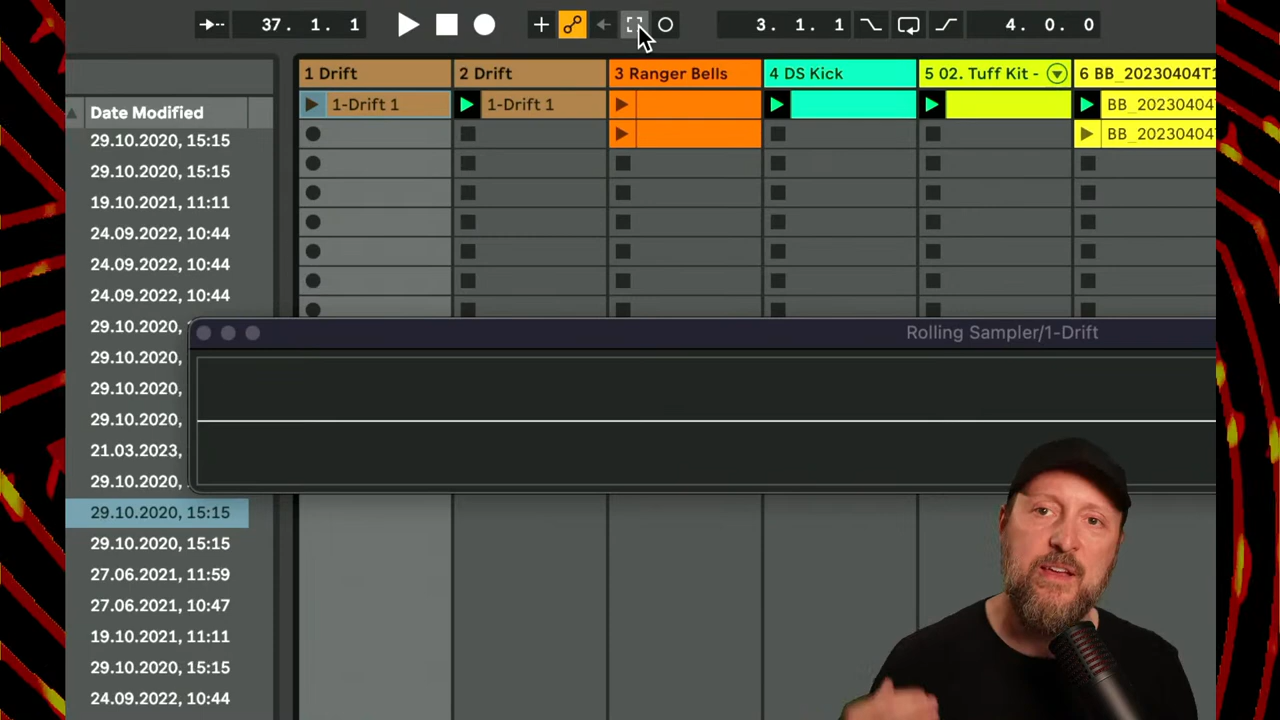 37. 1. 1
3. 1. 1
4. 0. 0
1 Drift
2 Drift
3 Ranger Bells
4 DS Kick
5 02. Tuff Kit -
6 BB_20230404T1
1-Drift 1
1-Drift 1
BB_20230404T
BB_20230404T
Date Modified
29.10.2020, 15:15
29.10.2020, 15:15
19.10.2021, 11:11
24.09.2022, 10:44
24.09.2022, 10:44
24.09.2022, 10:44
29.10.2020,
29.10.2020,
29.10.2020,
29.10.2020,
21.03.2023,
29.10.2020,
29.10.2020, 15:15
29.10.2020, 15:15
27.06.2021, 11:59
27.06.2021, 10:47
19.10.2021, 11:11
29.10.2020, 15:15
24.09.2022, 10:44
Rolling Sampler/1-Drift